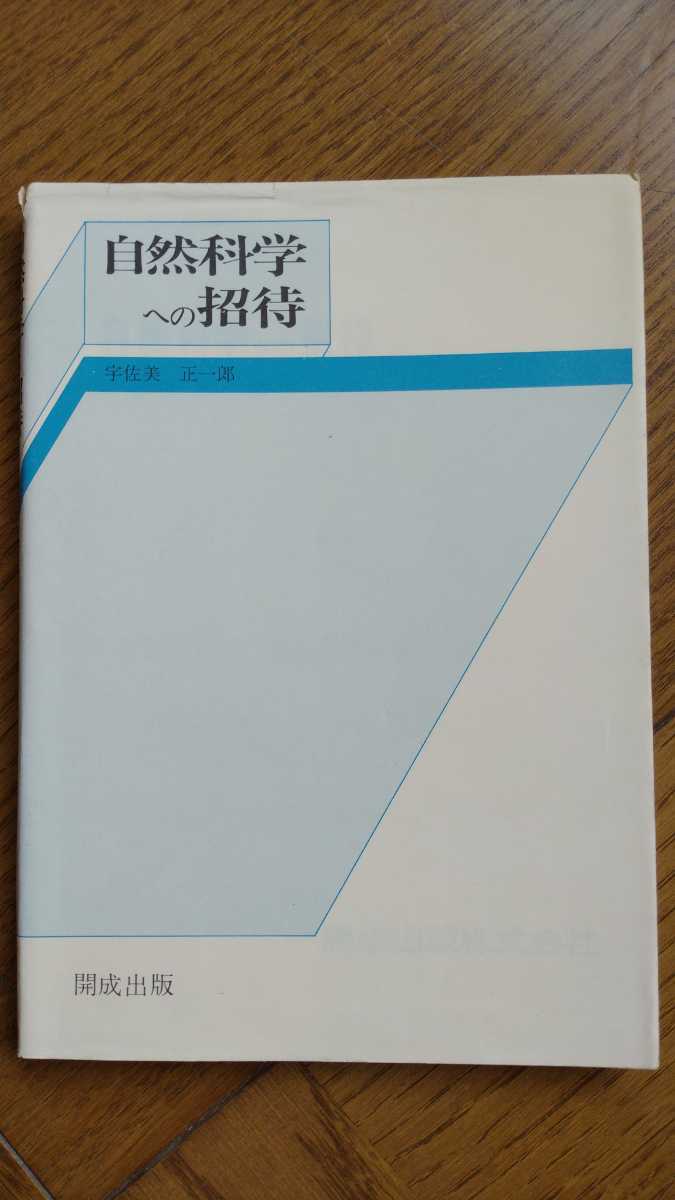 自然科学
への招待
宇佐美 正一郎
開成出版